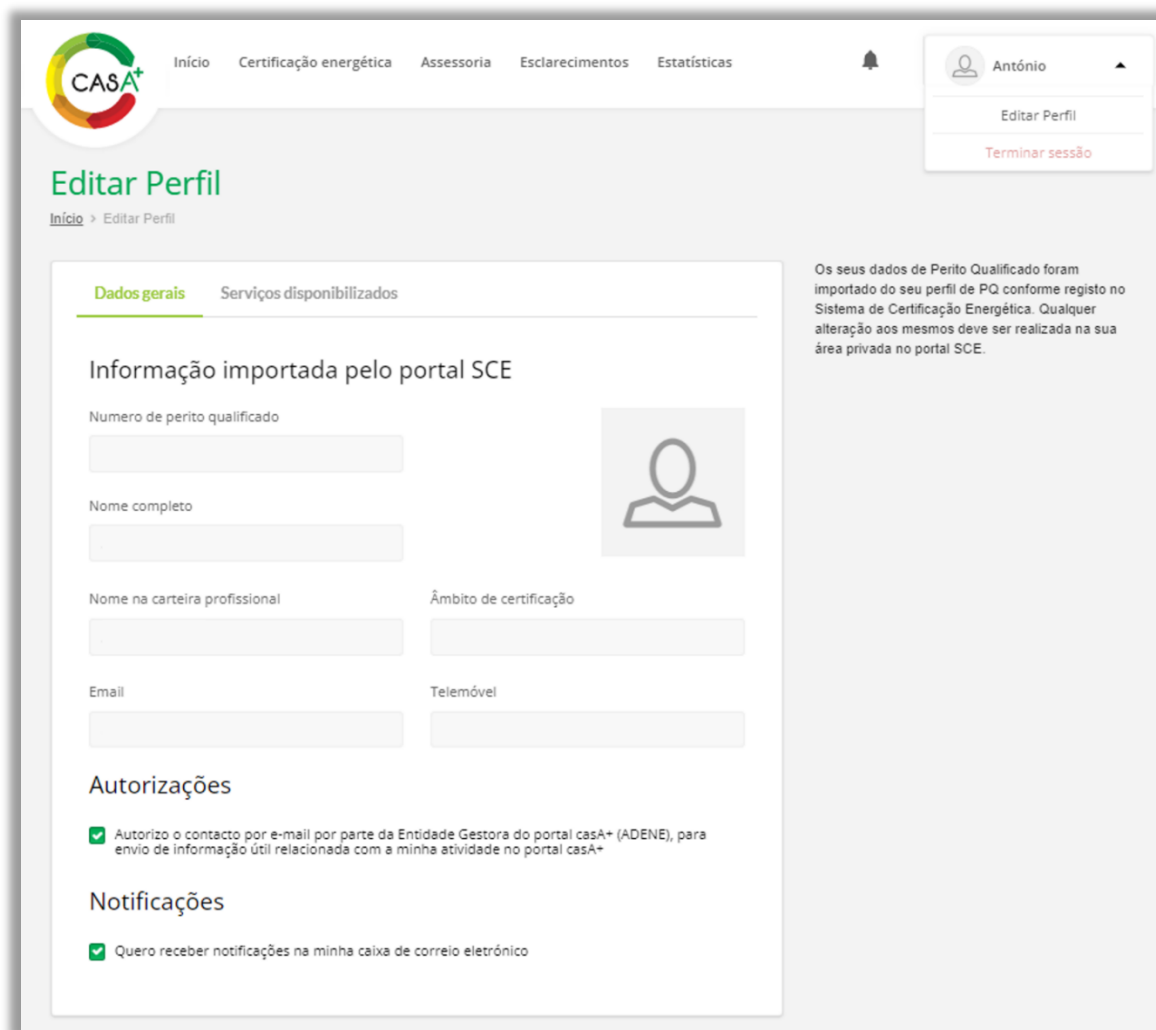 CASA+
Início Certificação energética Assessoria Esclarecimentos Estatísticas
António
Editar Perfil
Terminar sessão
Editar Perfil
Início > Editar Perfil
Dados gerais Serviços disponibilizados
Informação importada pelo portal SCE
Numero de perito qualificado
Nome completo
Nome na carteira profissional Âmbito de certificação
Email Telemóvel
Autorizações
Autorizo o contacto por e-mail por parte da Entidade Gestora do portal casA+ (ADENE), para
envio de informação útil relacionada com a minha atividade no portal casA+
Notificações
Quero receber notificações na minha caixa de correio eletrónico
Os seus dados de Perito Qualificado foram
importado do seu perfil de PQ conforme registo no
Sistema de Certificação Energética. Qualquer
alteração aos mesmos deve ser realizada na sua
área privada no portal SCE.